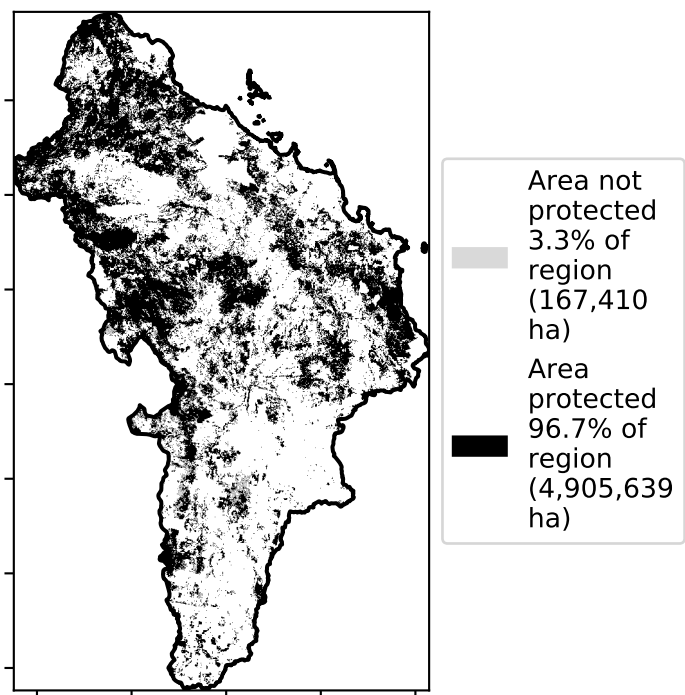 Area not
protected
3.3% of
region
(167,410
ha)
Area
protected
96.7% of
region
(4,905,639
ha)